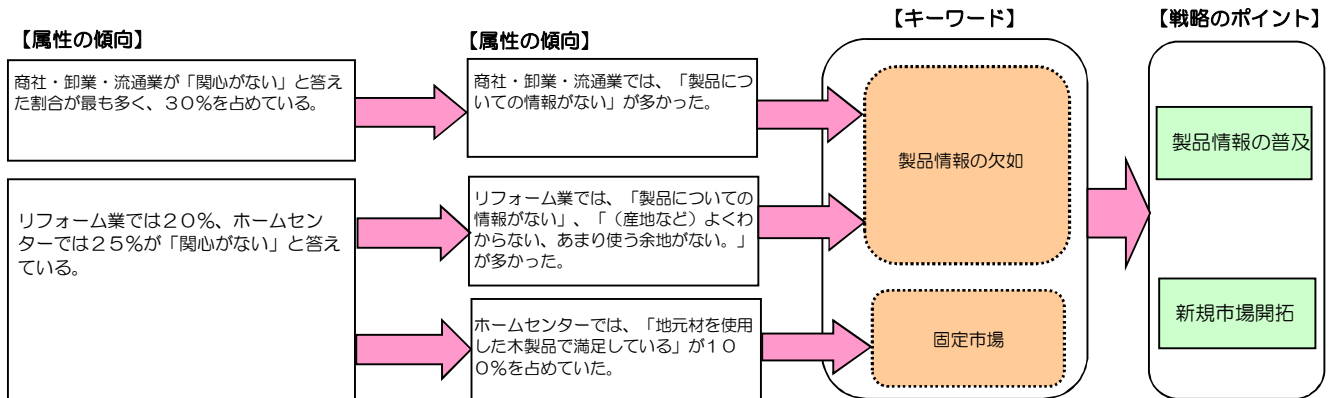 【属性の傾向】
商社・卸業・流通業が「関心がない」と答え
た割合が最も多く、３０％を占めている。
リフォーム業では２０％、ホームセン
ターでは２５％が「関心がない」と答え
ている。
【属性の傾向】
商社・卸業・流通業では、「製品につ
いての情報がない」が多かった。
リフォーム業では、「製品についての
情報がない」、「（産地など）よくわ
からない、あまり使う余地がない。」
が多かった。
ホームセンターでは、「地元材を使用
した木製品で満足している」が１０
０％を占めていた。
【キーワード】
製品情報の欠如
固定市場
【戦略のポイント】
製品情報の普及
新規市場開拓